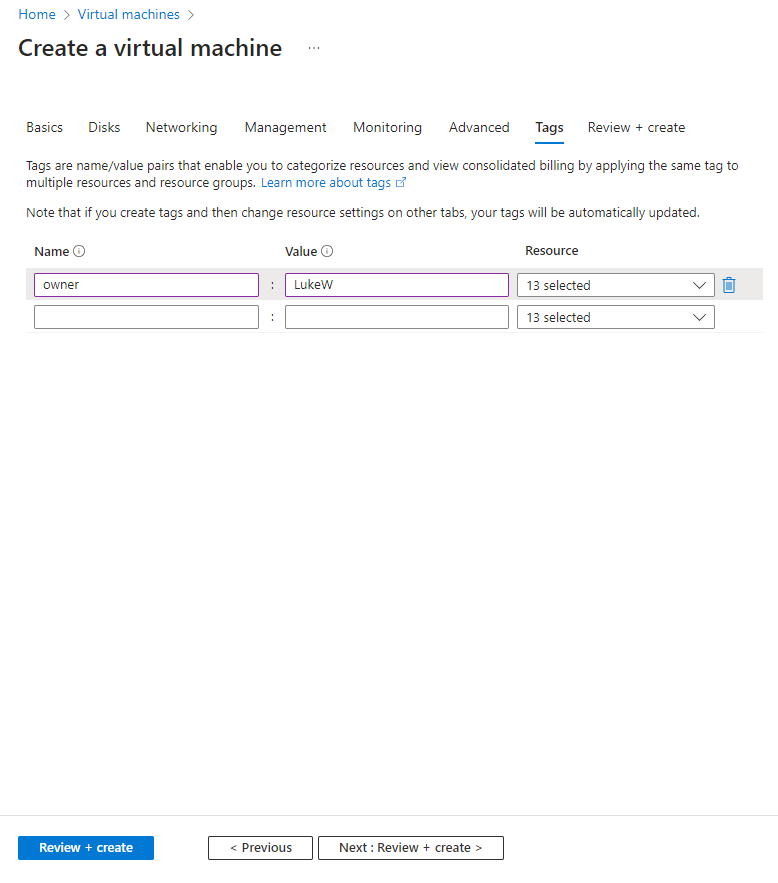 Home > Virtual machines >
Create a virtual machine ...
Basics Disks Networking Management Monitoring Advanced Tags Review + create
Tags are name/value pairs that enable you to categorize resources and view consolidated billing by applying the same tag to
multiple resources and resource groups. Learn more about tags
Note that if you create tags and then change resource settings on other tabs, your tags will be automatically updated.
Name Value Resource
owner : LukeW 13 selected
: 13 selected
Review + create < Previous Next : Review + create >